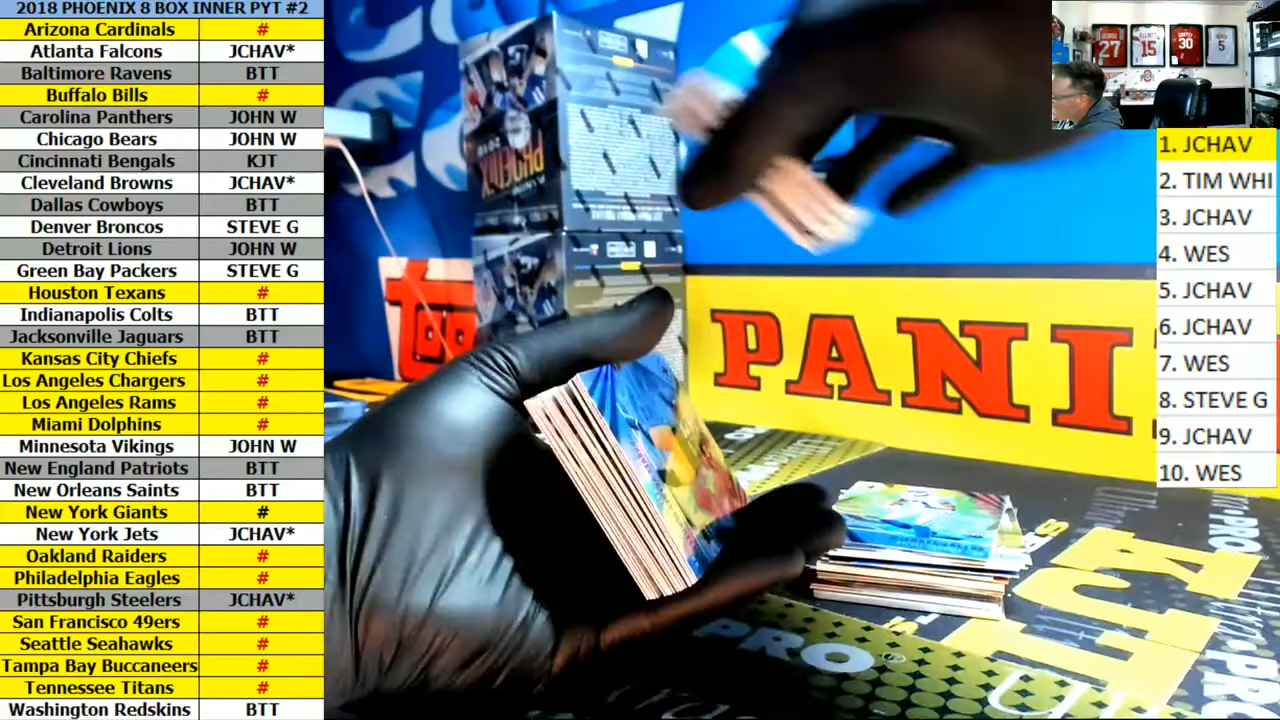 2018 PHOENIX 8 BOX INNER PYT #2
Arizona Cardinals #
Atlanta Falcons JCHAV*
Baltimore Ravens BTT
Buffalo Bills #
Carolina Panthers JOHN W
Chicago Bears JOHN W
Cincinnati Bengals KJT
Cleveland Browns JCHAV*
Dallas Cowboys BTT
Denver Broncos STEVE G
Detroit Lions JOHN W
Green Bay Packers STEVE G
Houston Texans #
Indianapolis Colts BTT
Jacksonville Jaguars BTT
Kansas City Chiefs #
Los Angeles Chargers #
Los Angeles Rams #
Miami Dolphins #
Minnesota Vikings JOHN W
New England Patriots BTT
New Orleans Saints BTT
New York Giants #
New York Jets JCHAV*
Oakland Raiders #
Philadelphia Eagles #
Pittsburgh Steelers JCHAV*
San Francisco 49ers #
Seattle Seahawks #
Tampa Bay Buccaneers #
Tennessee Titans #
Washington Redskins BTT
PHOENIX
PANI
PRO
KJT
27
15
30
5
1. JCHAV
2. TIM WHI
3. JCHAV
4. WES
5. JCHAV
6. JCHAV
7. WES
8. STEVE G
9. JCHAV
10. WES